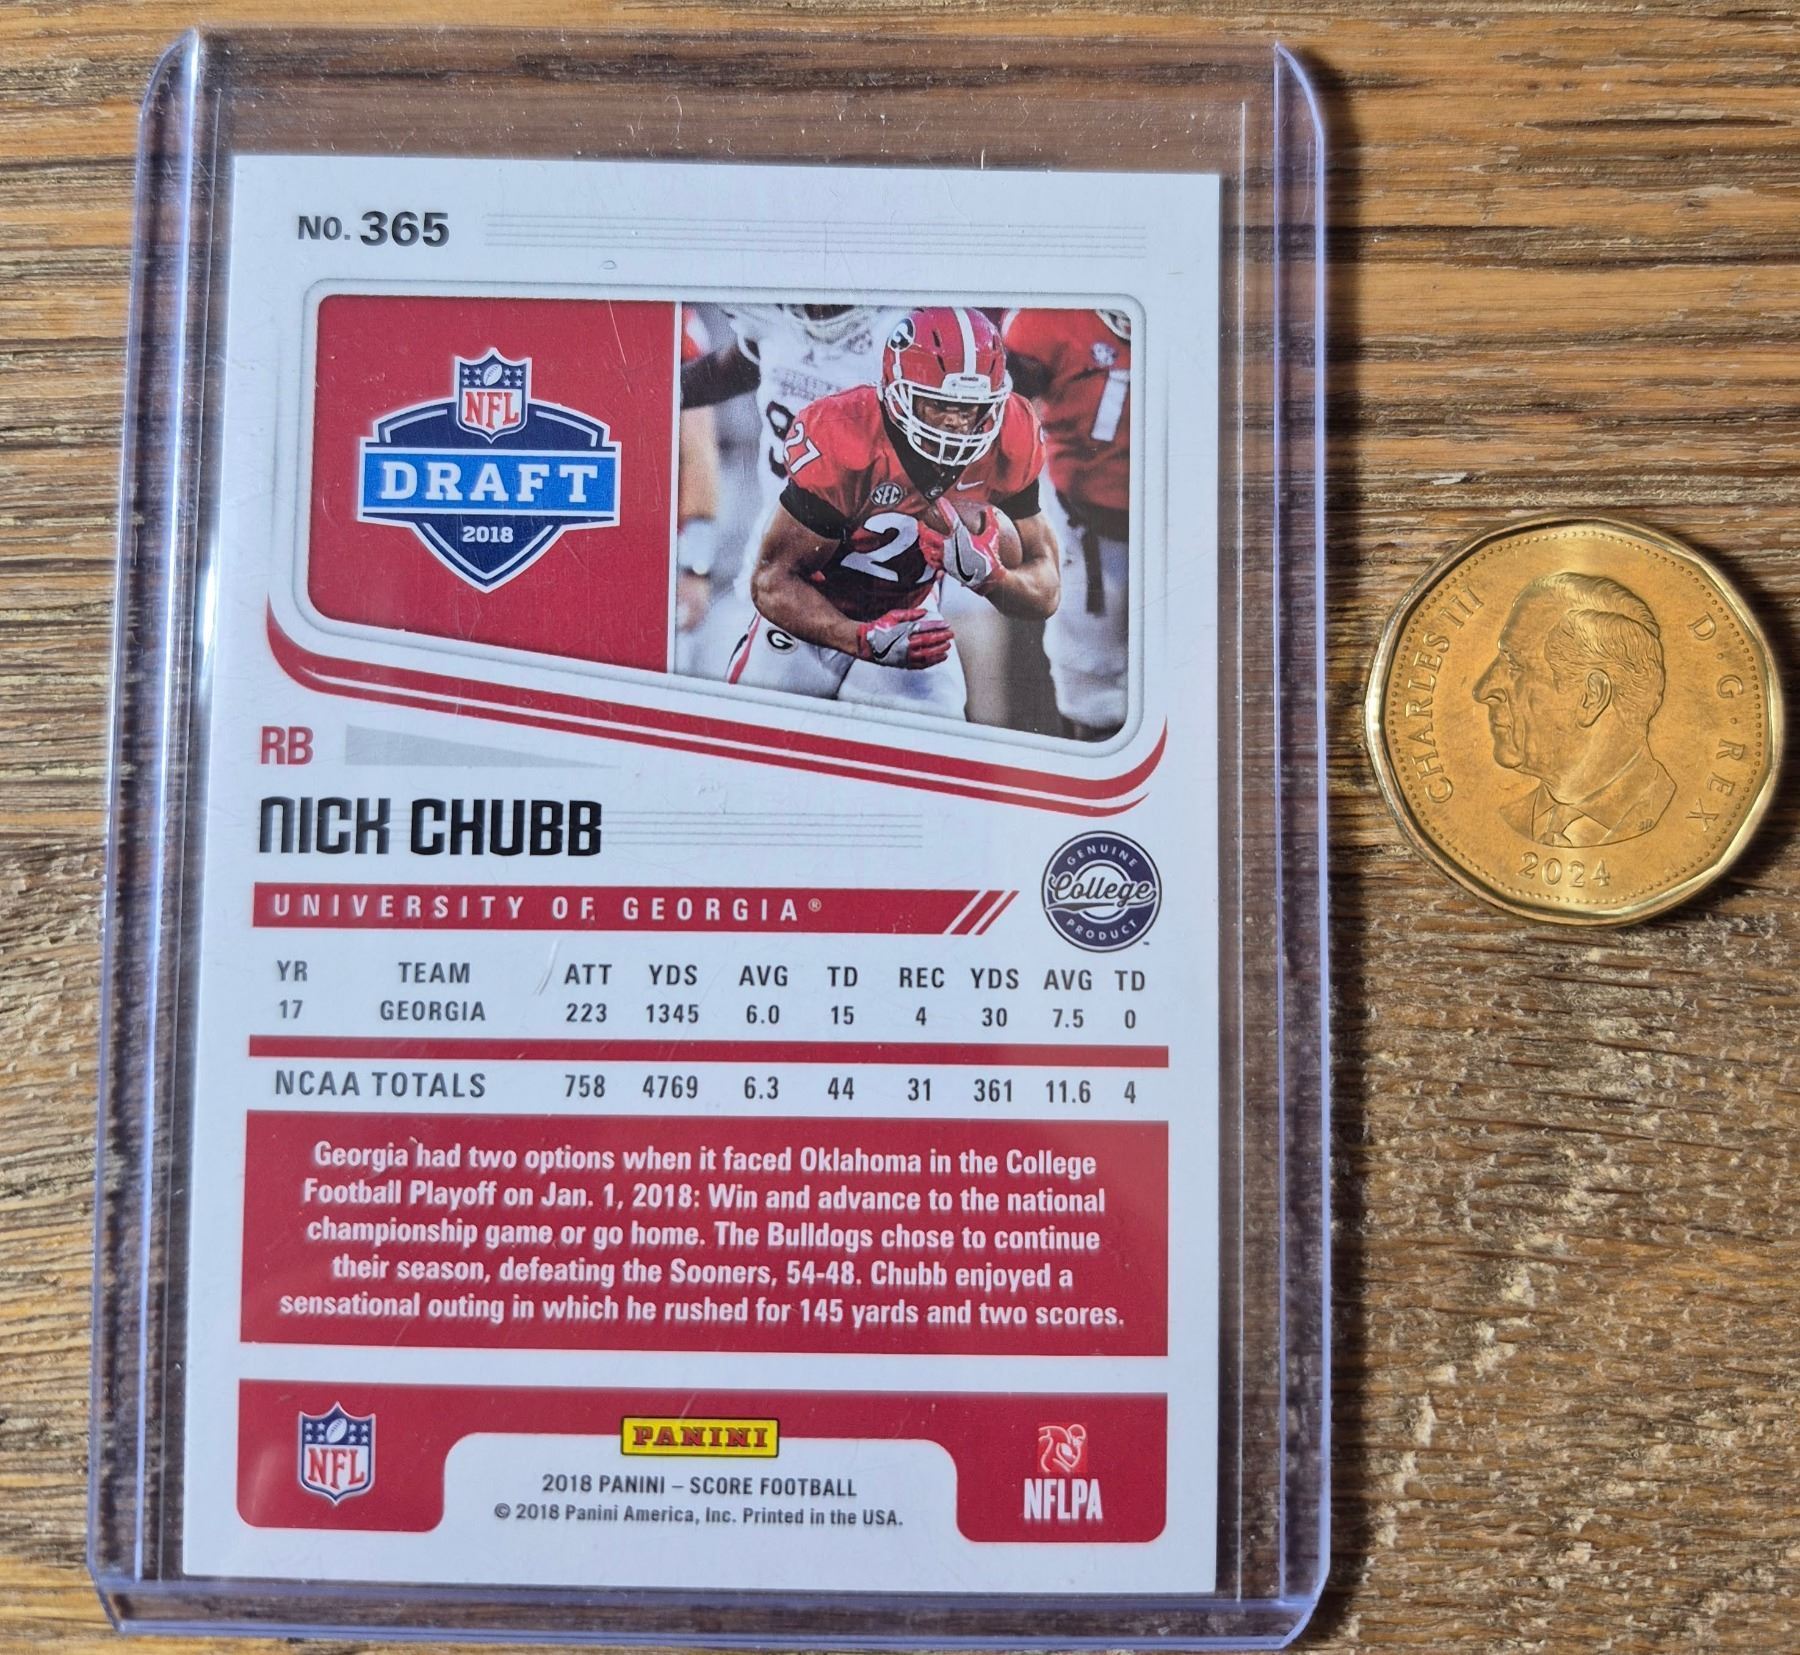 NO. 365
NFL
DRAFT
2018
27
SEC
27
G
G
1
RB
NICK CHUBB
UNIVERSITY OF GEORGIA®
GENUINE
College
PRODUCT
™
YR TEAM ATT YDS AVG TD REC YDS AVG TD
17 GEORGIA 223 1345 6.0 15 4 30 7.5 0
NCAA TOTALS 758 4769 6.3 44 31 361 11.6 4
Georgia had two options when it faced Oklahoma in the College
Football Playoff on Jan. 1, 2018: Win and advance to the national
championship game or go home. The Bulldogs chose to continue
their season, defeating the Sooners, 54-48. Chubb enjoyed a
sensational outing in which he rushed for 145 yards and two scores.
NFL
PANINI
2018 PANINI – SCORE FOOTBALL
© 2018 Panini America, Inc. Printed in the USA.
NFLPA
CHARLES III D·G·REX
2024